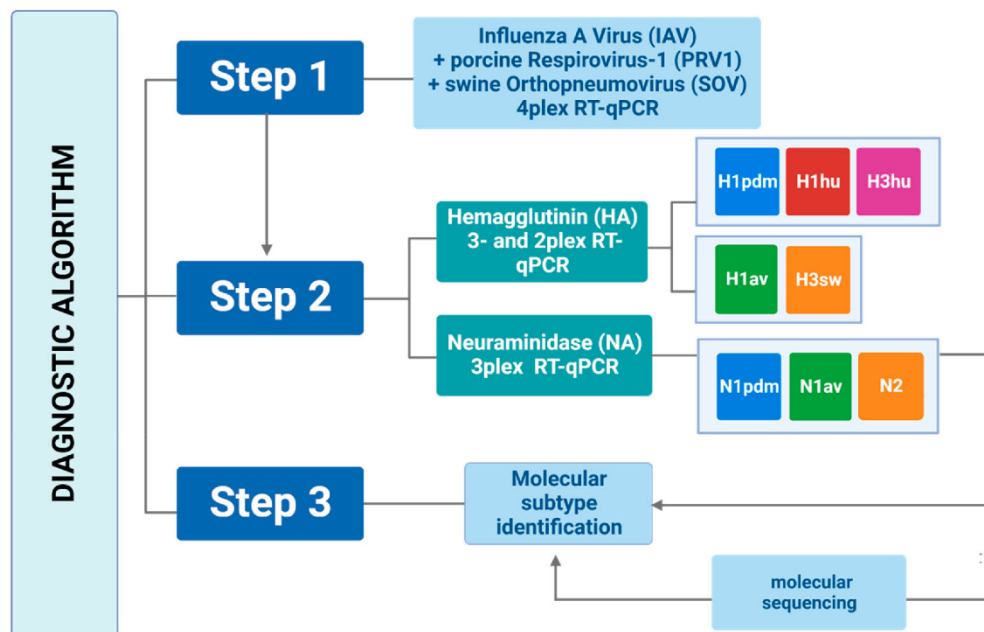 DIAGNOSTIC ALGORITHM
Step 1
Influenza A Virus (IAV)
+ porcine Respirovirus-1 (PRV1)
+ swine Orthopneumovirus (SOV)
4plex RT-qPCR
Step 2
Hemagglutinin (HA)
3- and 2plex RT-
qPCR
H1pdm
H1hu
H3hu
H1av
H3sw
Neuraminidase (NA)
3plex RT-qPCR
N1pdm
N1av
N2
Step 3
Molecular
subtype
identification
molecular
sequencing